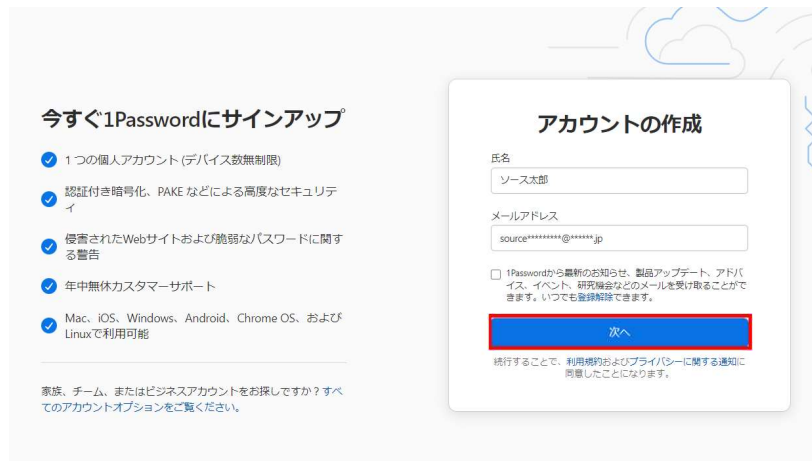 今すぐ1Passwordにサインアップ
1 つの個人アカウント (デバイス数無制限)
認証付き暗号化、PAKE などによる高度なセキュリテ
ィ
侵害されたWebサイトおよび脆弱なパスワードに関す
る警告
年中無休カスタマーサポート
Mac、iOS、Windows、Android、Chrome OS、および
Linuxで利用可能
家族、チーム、またはビジネスアカウントをお探しですか？すべ
てのアカウントオプションをご覧ください。
アカウントの作成
氏名
ソース太郎
メールアドレス
source*********@******.jp
1Passwordから最新のお知らせ、製品アップデート、アドバ
イス、イベント、研究機会などのメールを受け取ることがで
きます。いつでも登録解除できます。
次へ
続行することで、利用規約およびプライバシーに関する通知に
同意したことになります。